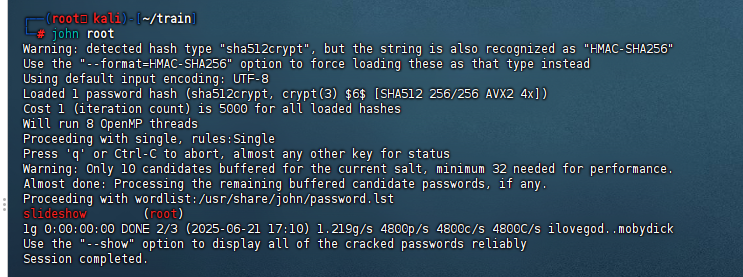 (root kali)-[~/train]
# john root
Warning: detected hash type "sha512crypt", but the string is also recognized as "HMAC-SHA256"
Use the "--format=HMAC-SHA256" option to force loading these as that type instead
Using default input encoding: UTF-8
Loaded 1 password hash (sha512crypt, crypt(3) $6$ [SHA512 256/256 AVX2 4x])
Cost 1 (iteration count) is 5000 for all loaded hashes
Will run 8 OpenMP threads
Proceeding with single, rules:Single
Press 'q' or Ctrl-C to abort, almost any other key for status
Warning: Only 10 candidates buffered for the current salt, minimum 32 needed for performance.
Almost done: Processing the remaining buffered candidate passwords, if any.
Proceeding with wordlist:/usr/share/john/password.lst
slideshow        (root)
1g 0:00:00:00 DONE 2/3 (2025-06-21 17:10) 1.219g/s 4800p/s 4800c/s 4800C/s ilovegod..mobydick
Use the "--show" option to display all of the cracked passwords reliably
Session completed.